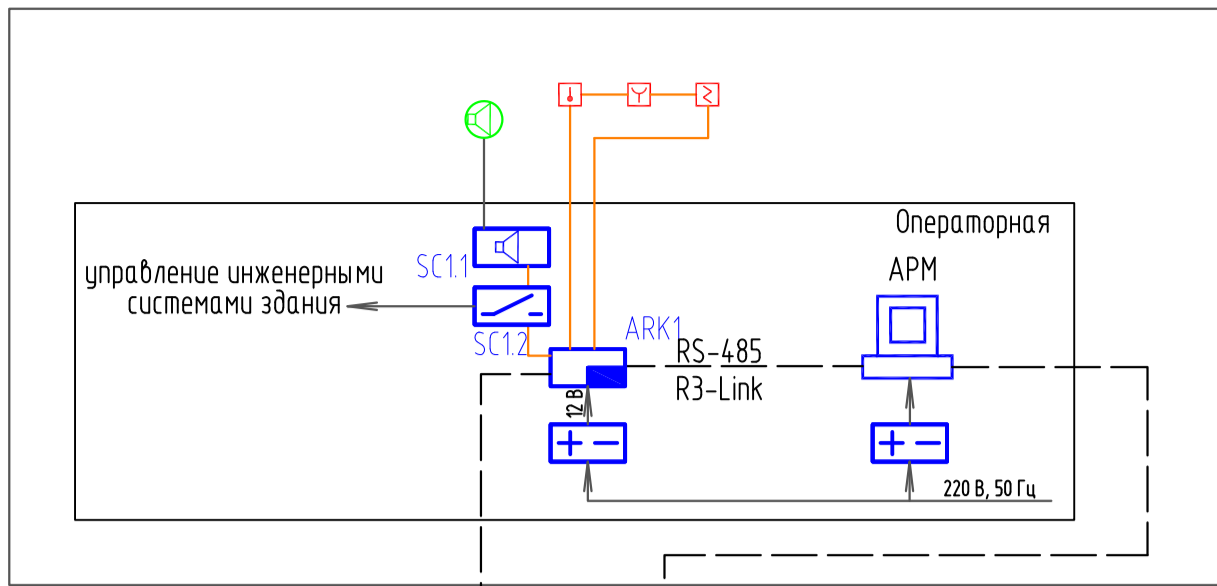 Операторная
АРМ
SC1.1
управление инженерными
системами здания
SC1.2
ARK1
RS-485
R3-Link
12 В
220 В, 50 Гц